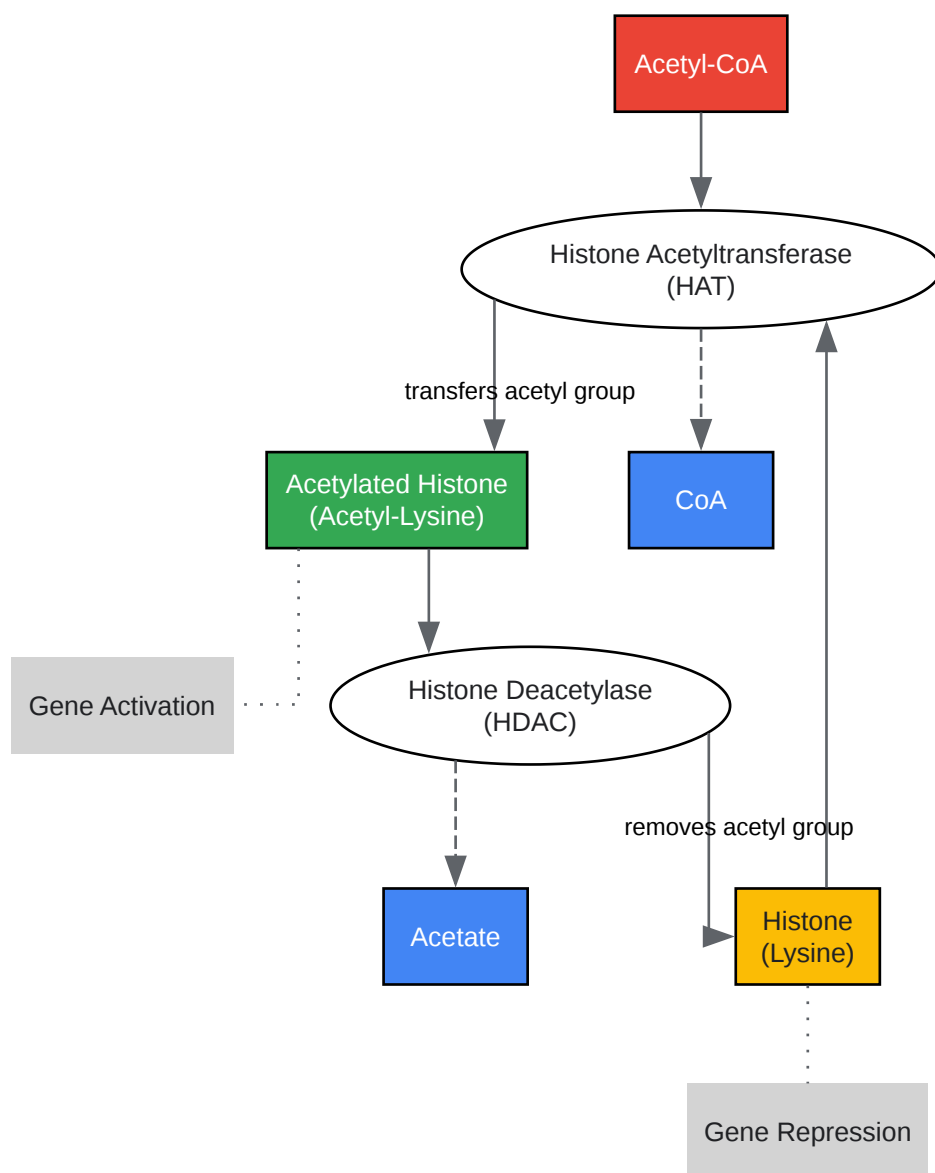 Acetyl-CoA
Histone Acetyltransferase
(HAT)
transfers acetyl group
Acetylated Histone
(Acetyl-Lysine)
CoA
Gene Activation
Histone Deacetylase
(HDAC)
removes acetyl group
Acetate
Histone
(Lysine)
Gene Repression